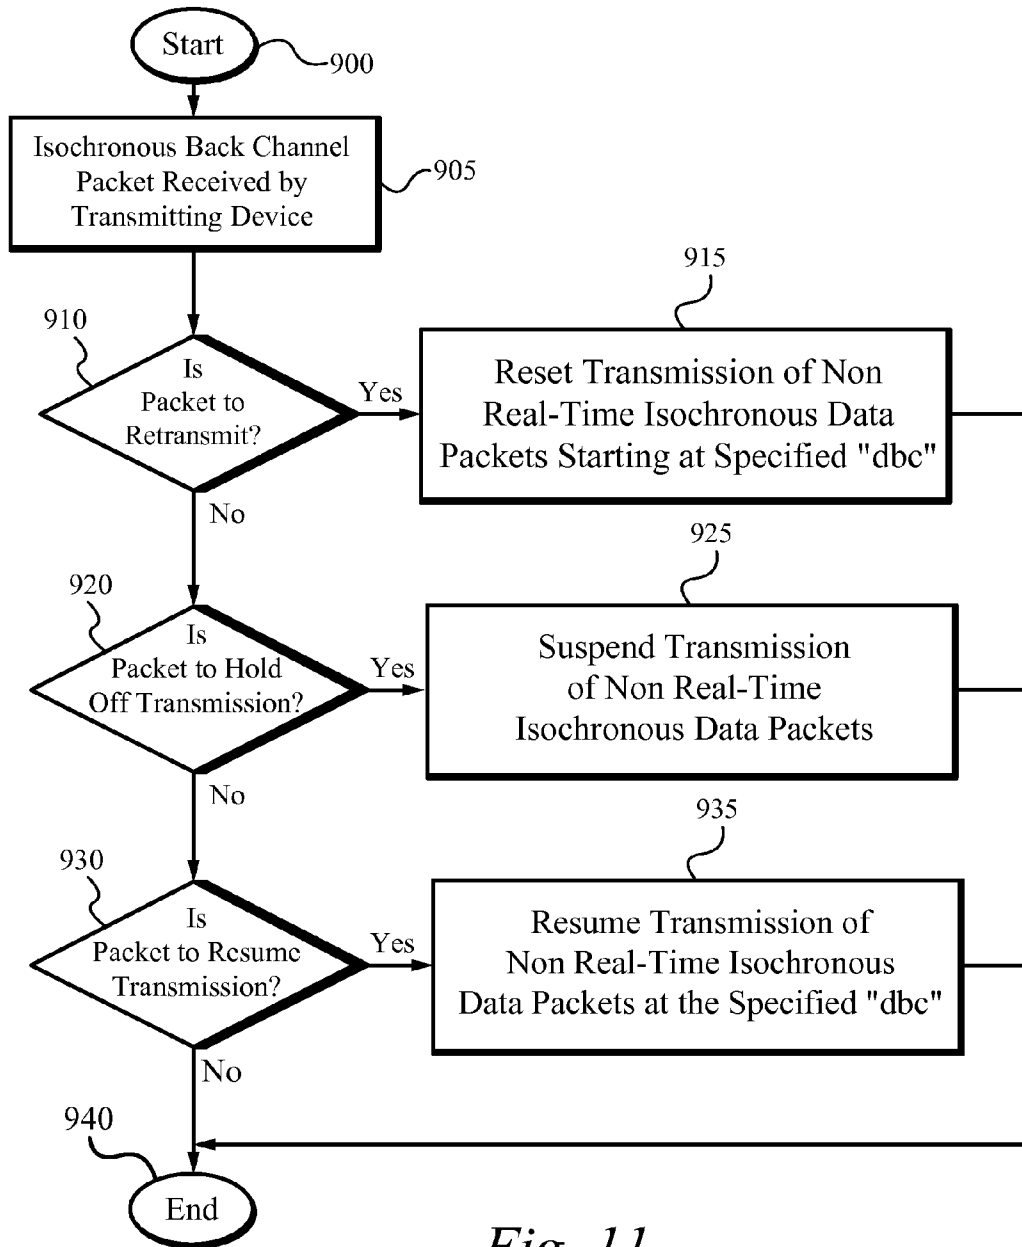 Start
900
Isochronous Back Channel
Packet Received by
Transmitting Device
905
915
910
Is
Packet to
Retransmit?
Yes
Reset Transmission of Non
Real-Time Isochronous Data
Packets Starting at Specified "dbc"
No
925
920
Is
Packet to Hold
Off Transmission?
Yes
Suspend Transmission
of Non Real-Time
Isochronous Data Packets
No
935
930
Is
Packet to Resume
Transmission?
Yes
Resume Transmission of
Non Real-Time Isochronous
Data Packets at the Specified "dbc"
No
940
End
Fig. 11